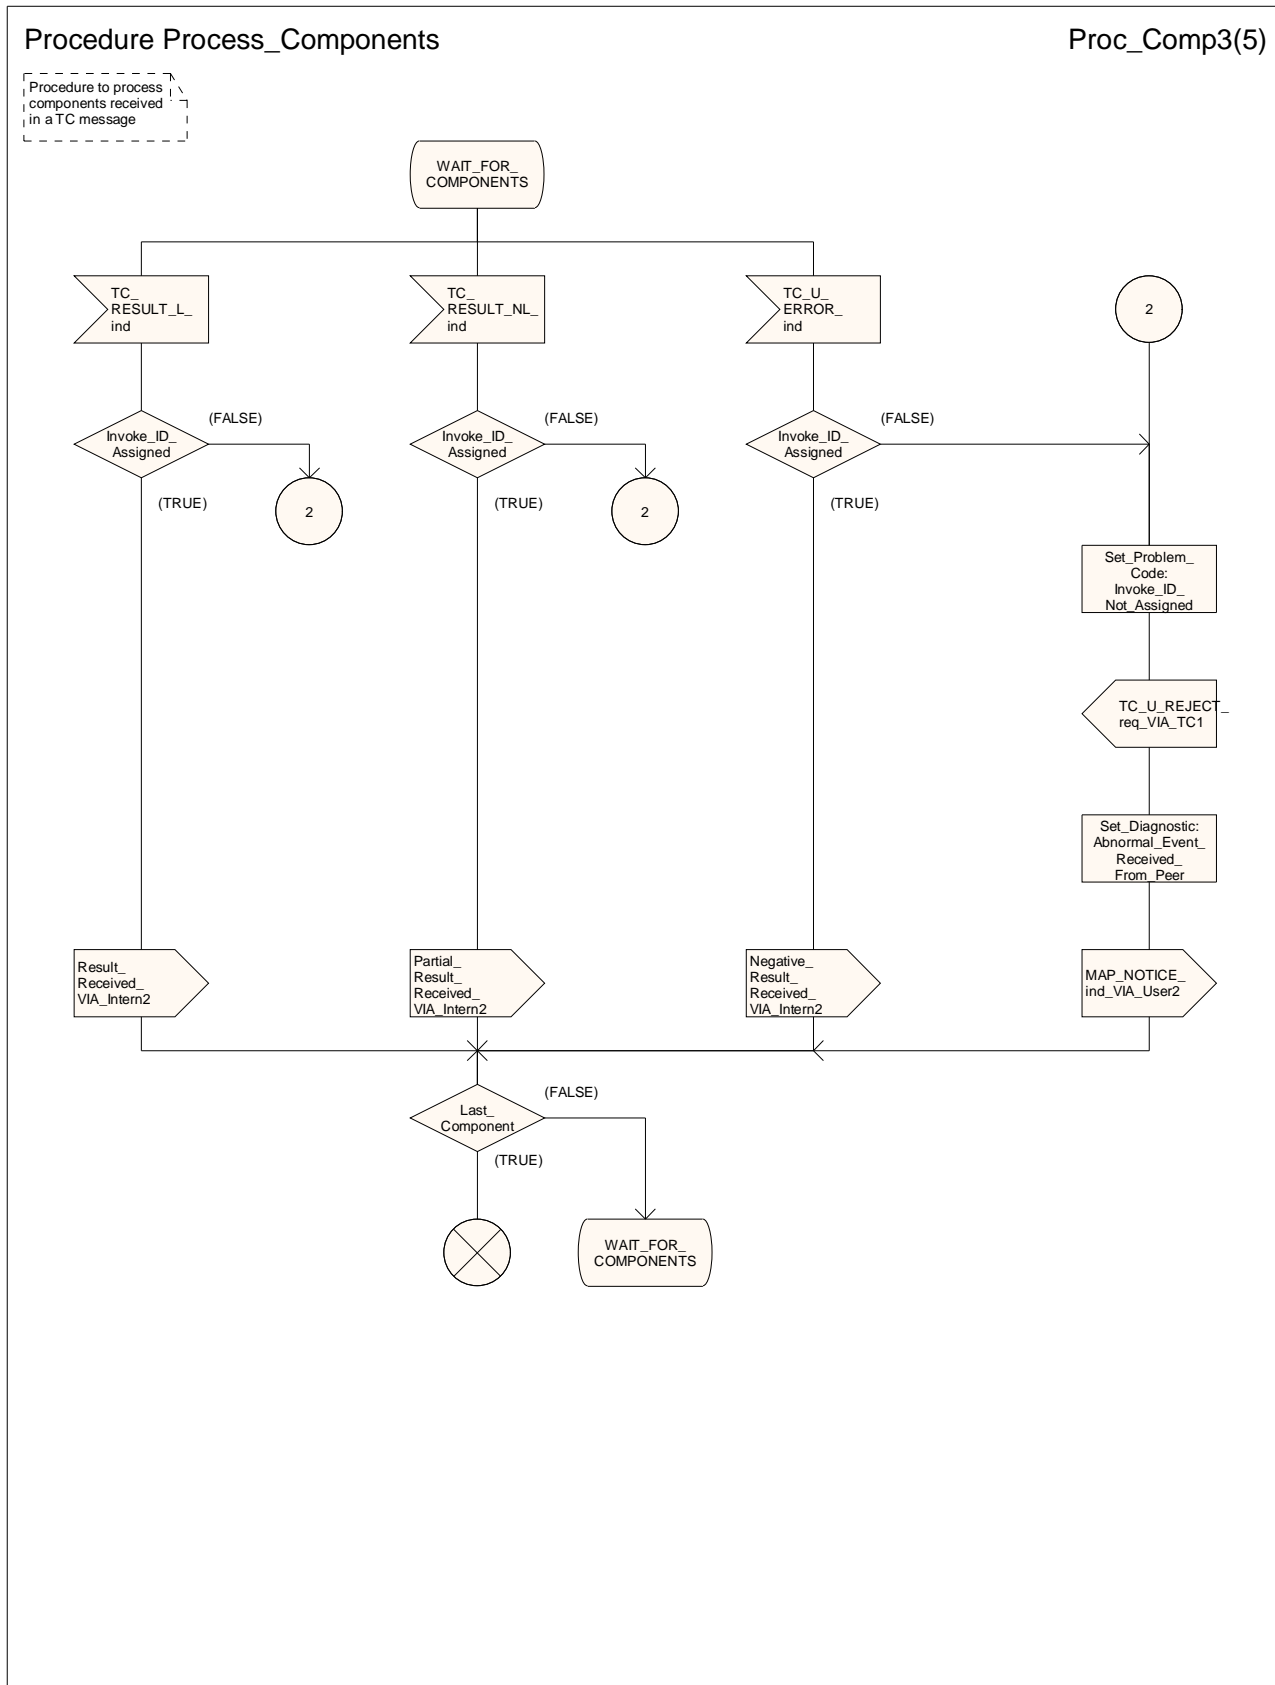 Procedure Process_Components
Proc_Comp3(5)
Procedure to process
components received
in a TC message
WAIT_FOR_
COMPONENTS
TC_
RESULT_L_
ind
TC_
RESULT_NL_
ind
TC_U_
ERROR_
ind
2
Invoke_ID_
Assigned
(FALSE)
(TRUE)
2
Invoke_ID_
Assigned
(FALSE)
(TRUE)
2
Invoke_ID_
Assigned
(FALSE)
(TRUE)
Set_Problem_
Code:
Invoke_ID_
Not_Assigned
TC_U_REJECT_
req_VIA_TC1
Set_Diagnostic:
Abnormal_Event_
Received_
From_Peer
Result_
Received_
VIA_Intern2
Partial_
Result_
Received_
VIA_Intern2
Negative_
Result_
Received_
VIA_Intern2
MAP_NOTICE_
ind_VIA_User2
Last_
Component
(FALSE)
(TRUE)
WAIT_FOR_
COMPONENTS